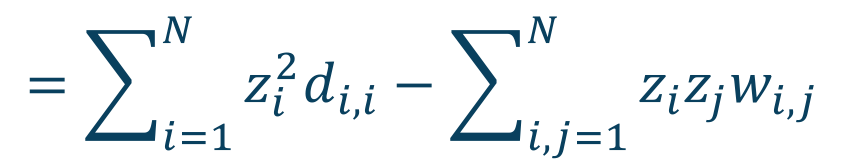 = ∑_{i=1}^{N} z_i^2 d_{i,i} − ∑_{i,j=1}^{N} z_i z_j w_{i,j}